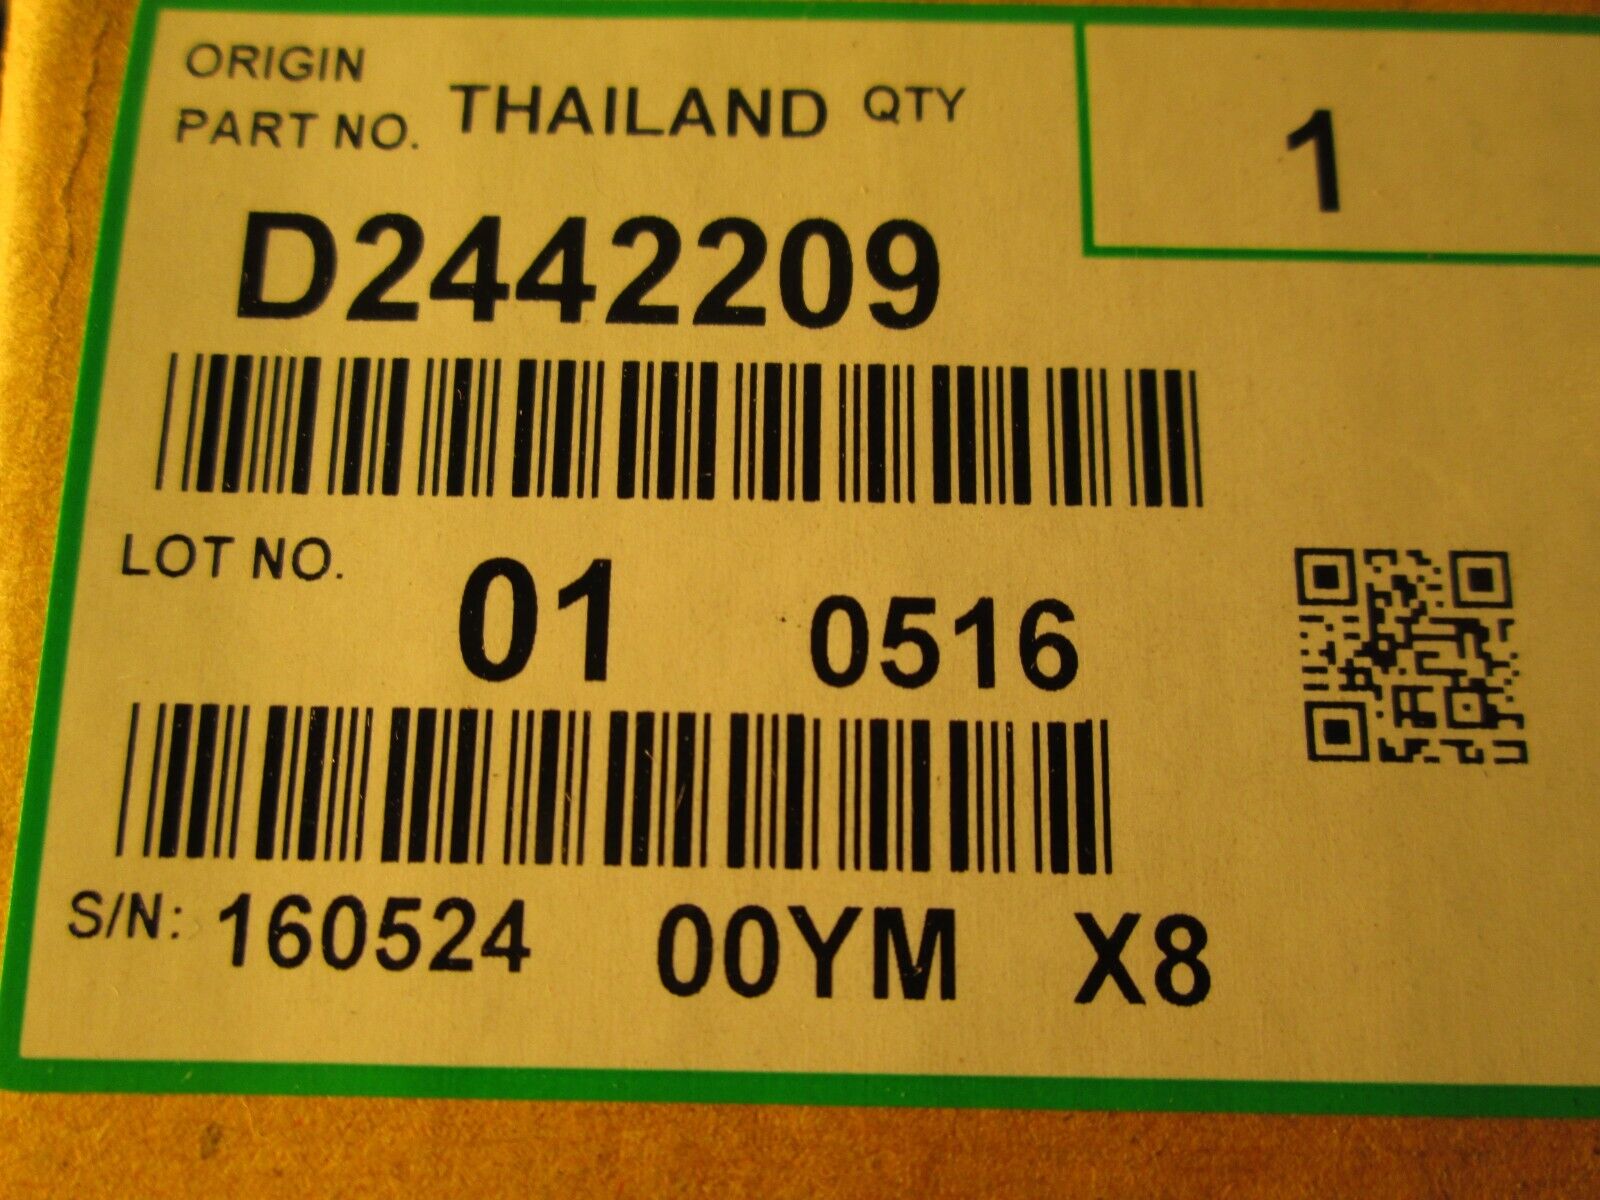 ORIGIN
PART NO. THAILAND QTY 1
D2442209
LOT NO. 01 0516
S/N: 160524 00YM X8